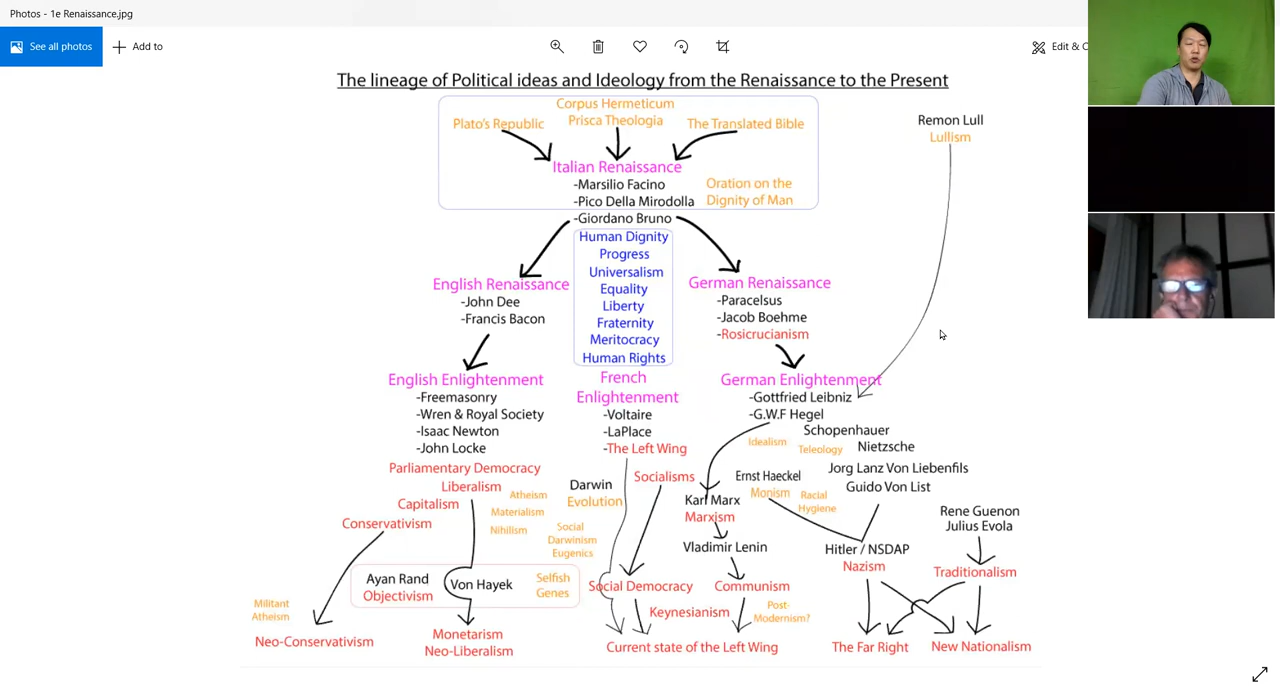 Photos - 1e Renaissance.jpg
See all photos
Add to
Edit & C
The lineage of Political ideas and Ideology from the Renaissance to the Present
Corpus Hermeticum
Prisca Theologia
Plato's Republic
The Translated Bible
Remon Lull
Lullism
Italian Renaissance
-Marsilio Facino
-Pico Della Mirodolla
-Giordano Bruno
Oration on the
Dignity of Man
Human Dignity
Progress
Universalism
Equality
Liberty
Fraternity
Meritocracy
Human Rights
English Renaissance
-John Dee
-Francis Bacon
German Renaissance
-Paracelsus
-Jacob Boehme
-Rosicrucianism
English Enlightenment
-Freemasonry
-Wren & Royal Society
-Isaac Newton
-John Locke
Parliamentary Democracy
Liberalism
Capitalism
Conservativism
Atheism
Materialism
Nihilism
French
Enlightenment
-Voltaire
-LaPlace
-The Left Wing
Socialisms
Darwin
Evolution
Social
Darwinism
Eugenics
German Enlightenment
-Gottfried Leibniz
-G.W.F Hegel
Schopenhauer
Nietzsche
Idealism
Teleology
Ernst Haeckel
Monism
Racial
Hygiene
Jorg Lanz Von Liebenfils
Guido Von List
Karl Marx
Marxism
Vladimir Lenin
Hitler / NSDAP
Nazism
Rene Guenon
Julius Evola
Traditionalism
Ayan Rand
Objectivism
Von Hayek
Selfish
Genes
Social Democracy
Communism
Keynesianism
Post-
Modernism?
Militant
Atheism
Neo-Conservativism
Monetarism
Neo-Liberalism
Current state of the Left Wing
The Far Right
New Nationalism